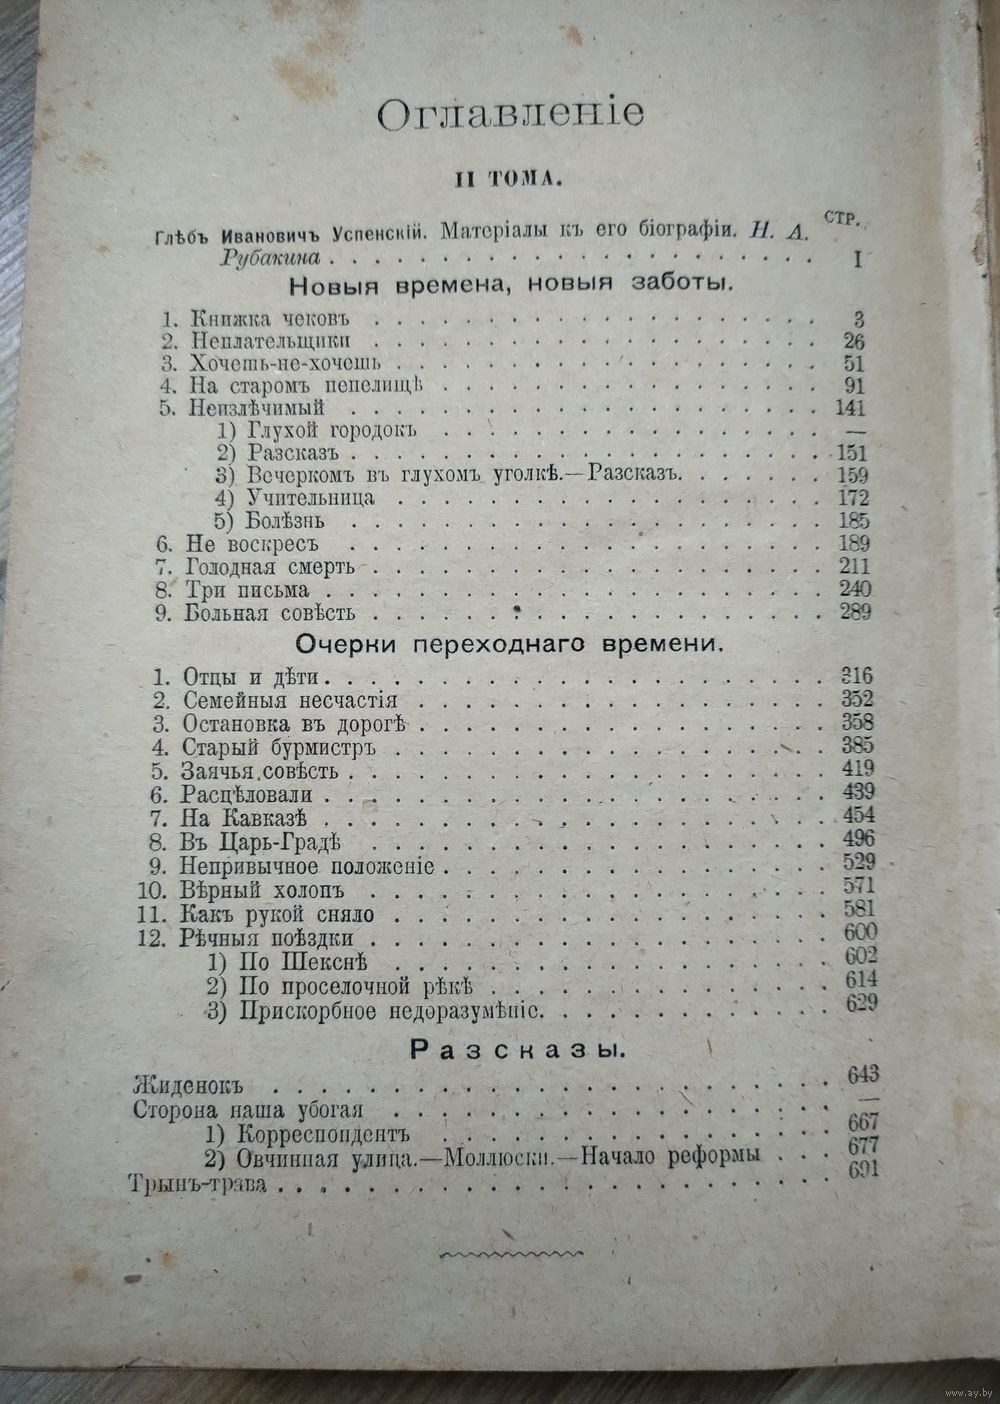 Оглавленіе
II ТОМА.
СТР.
Глѣбъ Ивановичъ Успенскій. Матеріалы къ его біографіи. Н. А.
Рубакина . . . . . . . . . . . . . . . . . . . . . . I
Новыя времена, новыя заботы.
1. Книжка чековъ . . . . . . . . . . . . . . . . . . . . 3
2. Неплательщики . . . . . . . . . . . . . . . . . . . . 26
3. Хочешь-не-хочешь . . . . . . . . . . . . . . . . . . . 51
4. На старомъ пепелищѣ . . . . . . . . . . . . . . . . . 91
5. Неизлѣчимый . . . . . . . . . . . . . . . . . . . . . 141
1) Глухой городокъ . . . . . . . . . . . . . . . . . —
2) Разсказъ . . . . . . . . . . . . . . . . . . . . . 151
3) Вечеркомъ въ глухомъ уголкѣ.—Разсказъ. . . . . . . 159
4) Учительница . . . . . . . . . . . . . . . . . . . 172
5) Болѣзнь . . . . . . . . . . . . . . . . . . . . . 185
6. Не воскресъ . . . . . . . . . . . . . . . . . . . . . 189
7. Голодная смерть . . . . . . . . . . . . . . . . . . . 211
8. Три письма . . . . . . . . . . . . . . . . . . . . . . 240
9. Больная совѣсть . . . . . . . . . . . . . . . . . . . 289
Очерки переходнаго времени.
1. Отцы и дѣти . . . . . . . . . . . . . . . . . . . . . 316
2. Семейныя несчастія . . . . . . . . . . . . . . . . . . 352
3. Остановка въ дорогѣ . . . . . . . . . . . . . . . . . 358
4. Старый бурмистръ . . . . . . . . . . . . . . . . . . . 385
5. Заячья совѣсть . . . . . . . . . . . . . . . . . . . . 419
6. Расцѣловали . . . . . . . . . . . . . . . . . . . . . 439
7. На Кавказѣ . . . . . . . . . . . . . . . . . . . . . . 454
8. Въ Царь-Градѣ . . . . . . . . . . . . . . . . . . . . 496
9. Непривычное положеніе . . . . . . . . . . . . . . . . 529
10. Вѣрный холопъ . . . . . . . . . . . . . . . . . . . . 571
11. Какъ рукой сняло . . . . . . . . . . . . . . . . . . . 581
12. Рѣчныя поѣздки . . . . . . . . . . . . . . . . . . . . 600
1) По Шекснѣ . . . . . . . . . . . . . . . . . . . . 602
2) По проселочной рѣкѣ . . . . . . . . . . . . . . . 614
3) Прискорбное недоразумѣніе. . . . . . . . . . . . . 629
Разсказы.
Жиденокъ . . . . . . . . . . . . . . . . . . . . . . . . 643
Сторона наша убогая . . . . . . . . . . . . . . . . . . . —
1) Корреспондентъ . . . . . . . . . . . . . . . . . . 667
2) Овчинная улица.—Моллюски.—Начало реформы . . . 677
Трынъ-трава . . . . . . . . . . . . . . . . . . . . . . . 691
www.ay.by